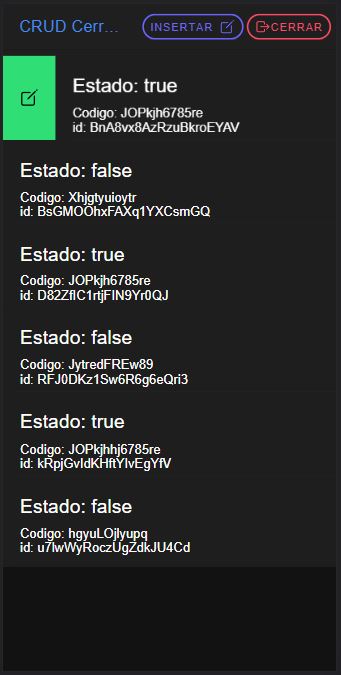 CRUD Cerr...
INSERTAR
CERRAR
Estado: true
Codigo: JOPkjh6785re
id: BnA8vx8AzRzuBkroEYAV
Estado: false
Codigo: Xhjgtyuioytr
id: BsGMOOhxFAXq1YXCsmGQ
Estado: true
Codigo: JOPkjh6785re
id: D82ZflC1rtjFIN9Yr0QJ
Estado: false
Codigo: JytredFREw89
id: RFJ0DKz1Sw6R6g6eQri3
Estado: true
Codigo: JOPkjhhj6785re
id: kRpjGvIdKHftYIvEgYfV
Estado: false
Codigo: hgyuLOjlyupq
id: u7lwWyRoczUgZdkJU4Cd